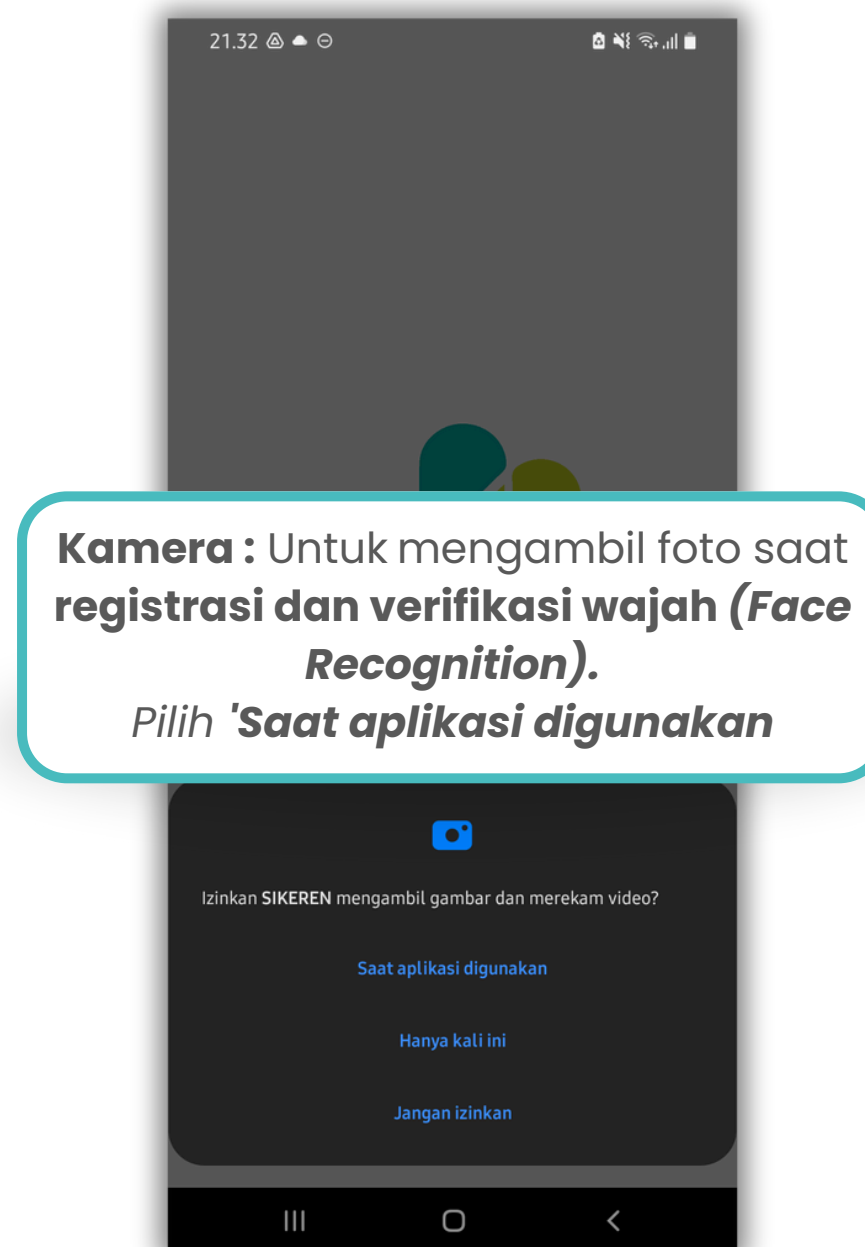 21.32
Kamera : Untuk mengambil foto saat
registrasi dan verifikasi wajah (Face
Recognition).
Pilih 'Saat aplikasi digunakan
Izinkan SIKEREN mengambil gambar dan merekam video?
Saat aplikasi digunakan
Hanya kali ini
Jangan izinkan